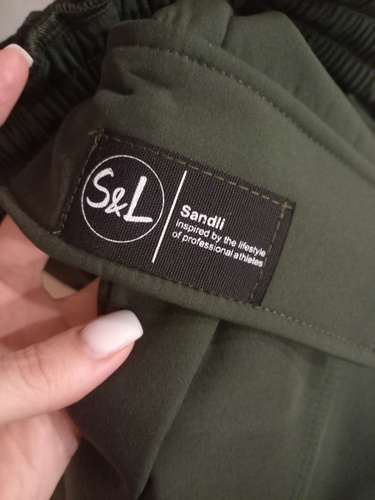 S&L
Sandli
inspired by the lifestyle
of professional athletes